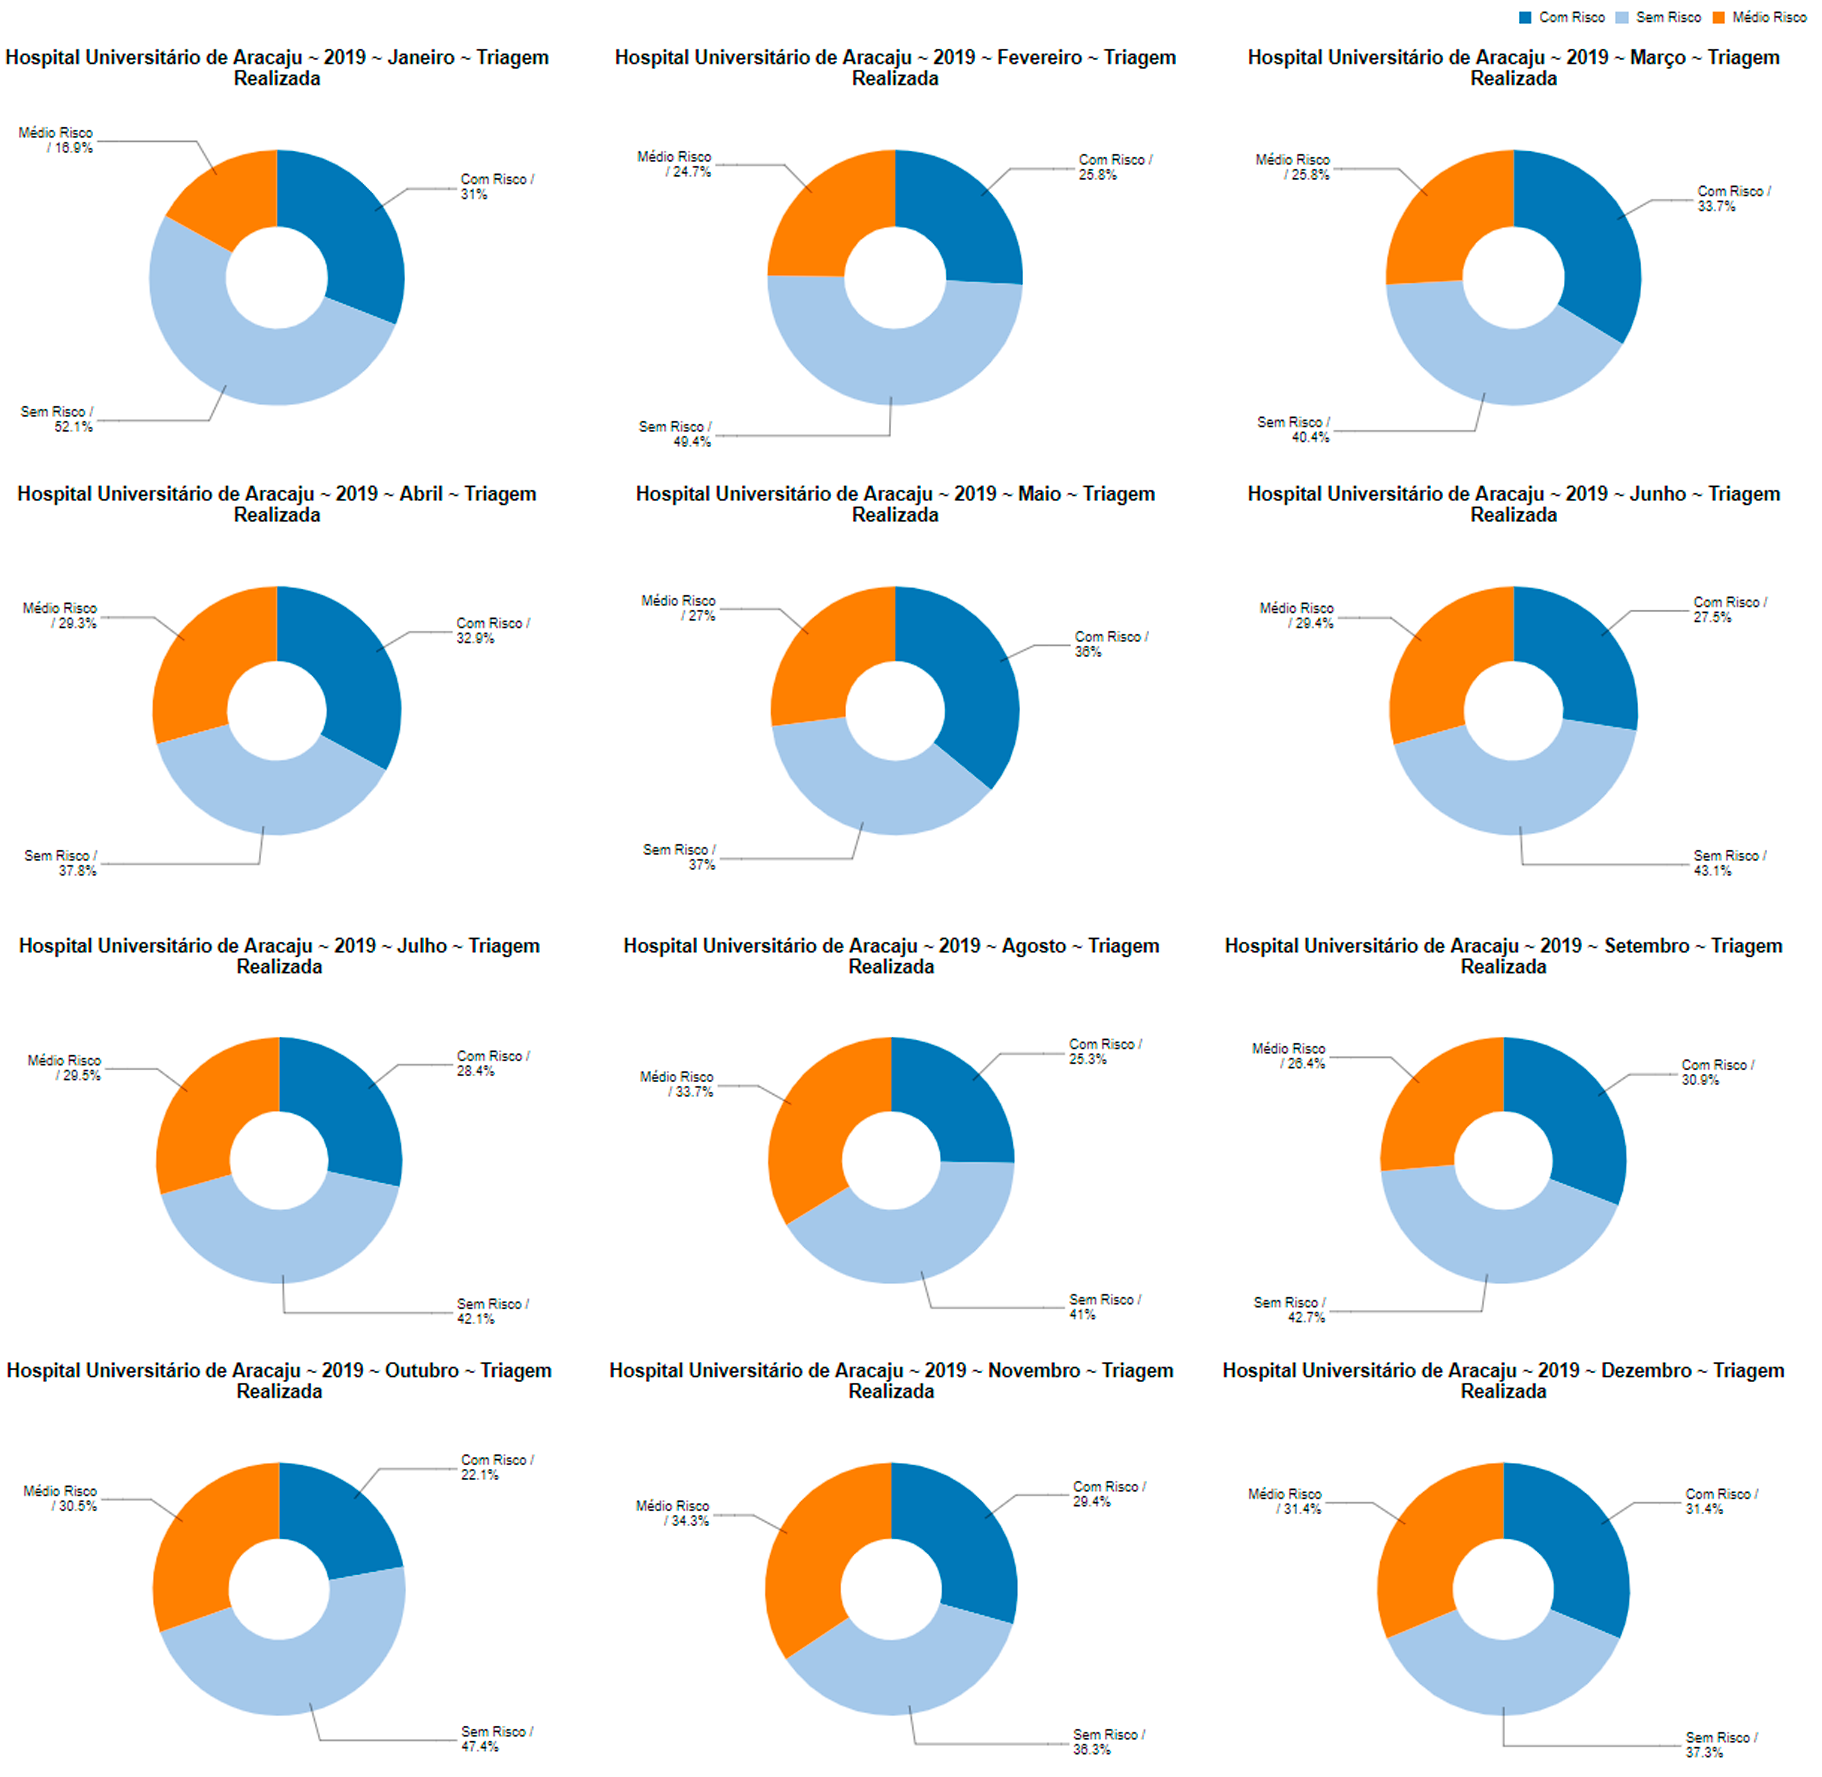 Com Risco
Sem Risco
Médio Risco
Hospital Universitário de Aracaju ~ 2019 ~ Janeiro ~ Triagem
Realizada
Médio Risco
/ 16.9%
Com Risco /
31%
Sem Risco /
52.1%
Hospital Universitário de Aracaju ~ 2019 ~ Fevereiro ~ Triagem
Realizada
Médio Risco
/ 24.7%
Com Risco /
25.8%
Sem Risco /
49.4%
Hospital Universitário de Aracaju ~ 2019 ~ Março ~ Triagem
Realizada
Médio Risco
/ 25.8%
Com Risco /
33.7%
Sem Risco /
40.4%
Hospital Universitário de Aracaju ~ 2019 ~ Abril ~ Triagem
Realizada
Médio Risco
/ 29.3%
Com Risco /
32.9%
Sem Risco /
37.8%
Hospital Universitário de Aracaju ~ 2019 ~ Maio ~ Triagem
Realizada
Médio Risco
/ 27%
Com Risco /
36%
Sem Risco /
37%
Hospital Universitário de Aracaju ~ 2019 ~ Junho ~ Triagem
Realizada
Médio Risco
/ 29.4%
Com Risco /
27.5%
Sem Risco /
43.1%
Hospital Universitário de Aracaju ~ 2019 ~ Julho ~ Triagem
Realizada
Médio Risco
/ 29.5%
Com Risco /
28.4%
Sem Risco /
42.1%
Hospital Universitário de Aracaju ~ 2019 ~ Agosto ~ Triagem
Realizada
Médio Risco
/ 33.7%
Com Risco /
25.3%
Sem Risco /
41%
Hospital Universitário de Aracaju ~ 2019 ~ Setembro ~ Triagem
Realizada
Médio Risco
/ 26.4%
Com Risco /
30.9%
Sem Risco /
42.7%
Hospital Universitário de Aracaju ~ 2019 ~ Outubro ~ Triagem
Realizada
Médio Risco
/ 30.5%
Com Risco /
22.1%
Sem Risco /
47.4%
Hospital Universitário de Aracaju ~ 2019 ~ Novembro ~ Triagem
Realizada
Médio Risco
/ 34.3%
Com Risco /
29.4%
Sem Risco /
36.3%
Hospital Universitário de Aracaju ~ 2019 ~ Dezembro ~ Triagem
Realizada
Médio Risco
/ 31.4%
Com Risco /
31.4%
Sem Risco /
37.3%